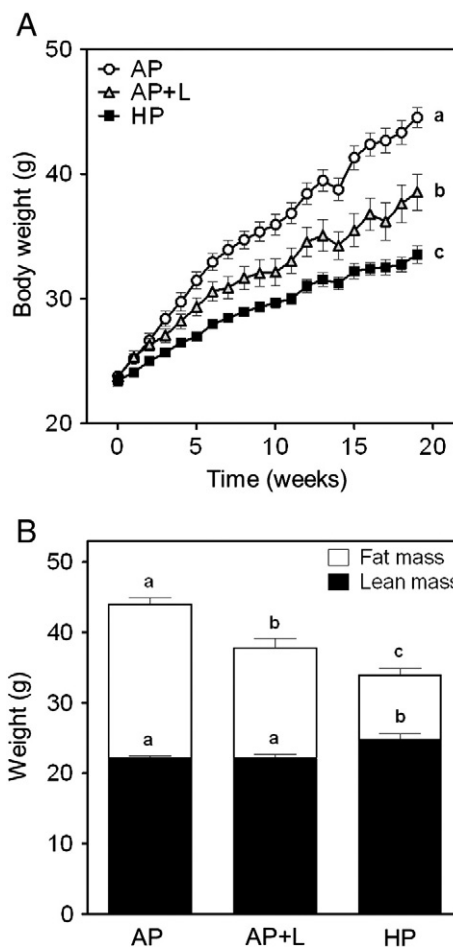 A
50
AP
AP+L
HP
a
40
b
c
30
20
0 5 10 15 20
Body weight (g)
Time (weeks)
B
50
Fat mass
Lean mass
a
b
40
c
30
b
a a
20
10
0
Weight (g)
AP AP+L HP